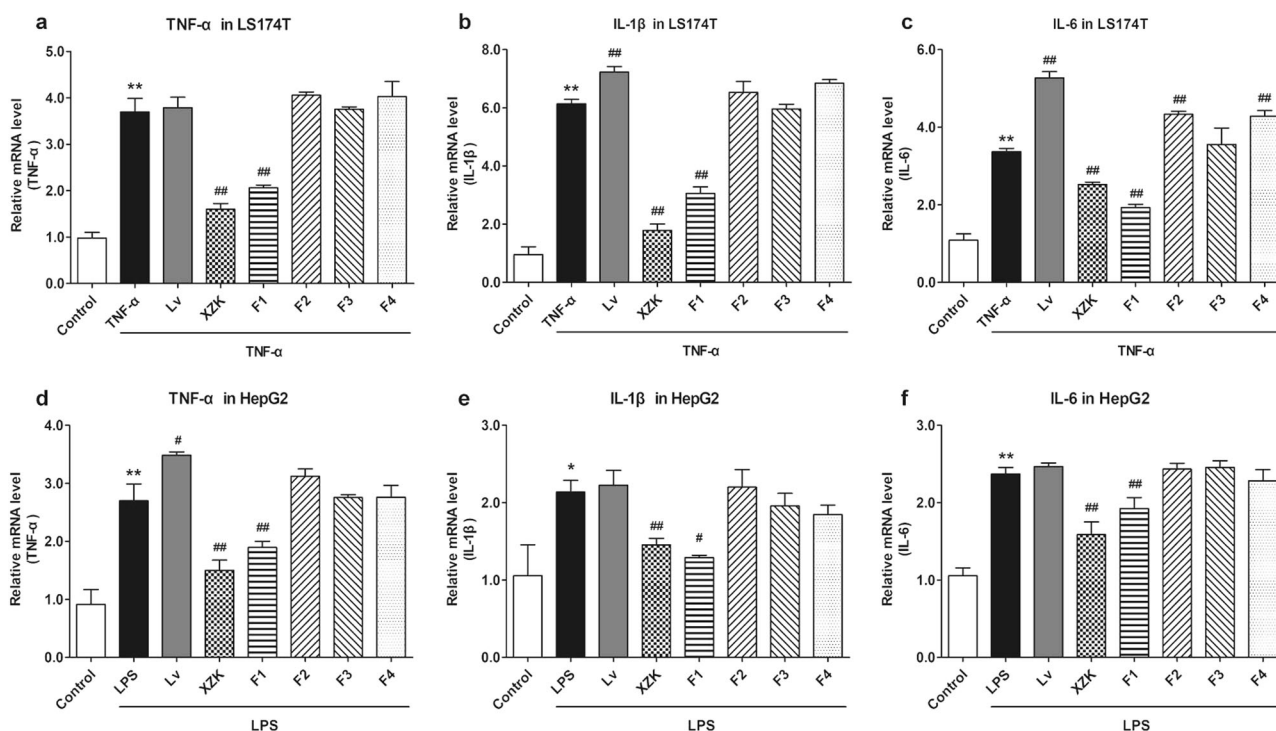 a
TNF-α in LS174T
Relative mRNA level
(TNF-α)
5.0
4.0
3.0
2.0
1.0
0.0
**
##
##
Control
TNF-α
Lv
XZK
F1
F2
F3
F4
TNF-α
b
IL-1β in LS174T
Relative mRNA level
(IL-1β)
8.0
6.0
4.0
2.0
0.0
**
##
##
##
Control
TNF-α
Lv
XZK
F1
F2
F3
F4
TNF-α
c
IL-6 in LS174T
Relative mRNA level
(IL-6)
6.0
4.0
2.0
0.0
**
##
##
##
##
##
Control
TNF-α
Lv
XZK
F1
F2
F3
F4
TNF-α
d
TNF-α in HepG2
Relative mRNA level
(TNF-α)
4.0
3.0
2.0
1.0
0.0
**
#
##
##
Control
LPS
Lv
XZK
F1
F2
F3
F4
LPS
e
IL-1β in HepG2
Relative mRNA level
(IL-1β)
3.0
2.0
1.0
0.0
*
##
#
Control
LPS
Lv
XZK
F1
F2
F3
F4
LPS
f
IL-6 in HepG2
Relative mRNA level
(IL-6)
3.0
2.0
1.0
0.0
**
##
##
Control
LPS
Lv
XZK
F1
F2
F3
F4
LPS